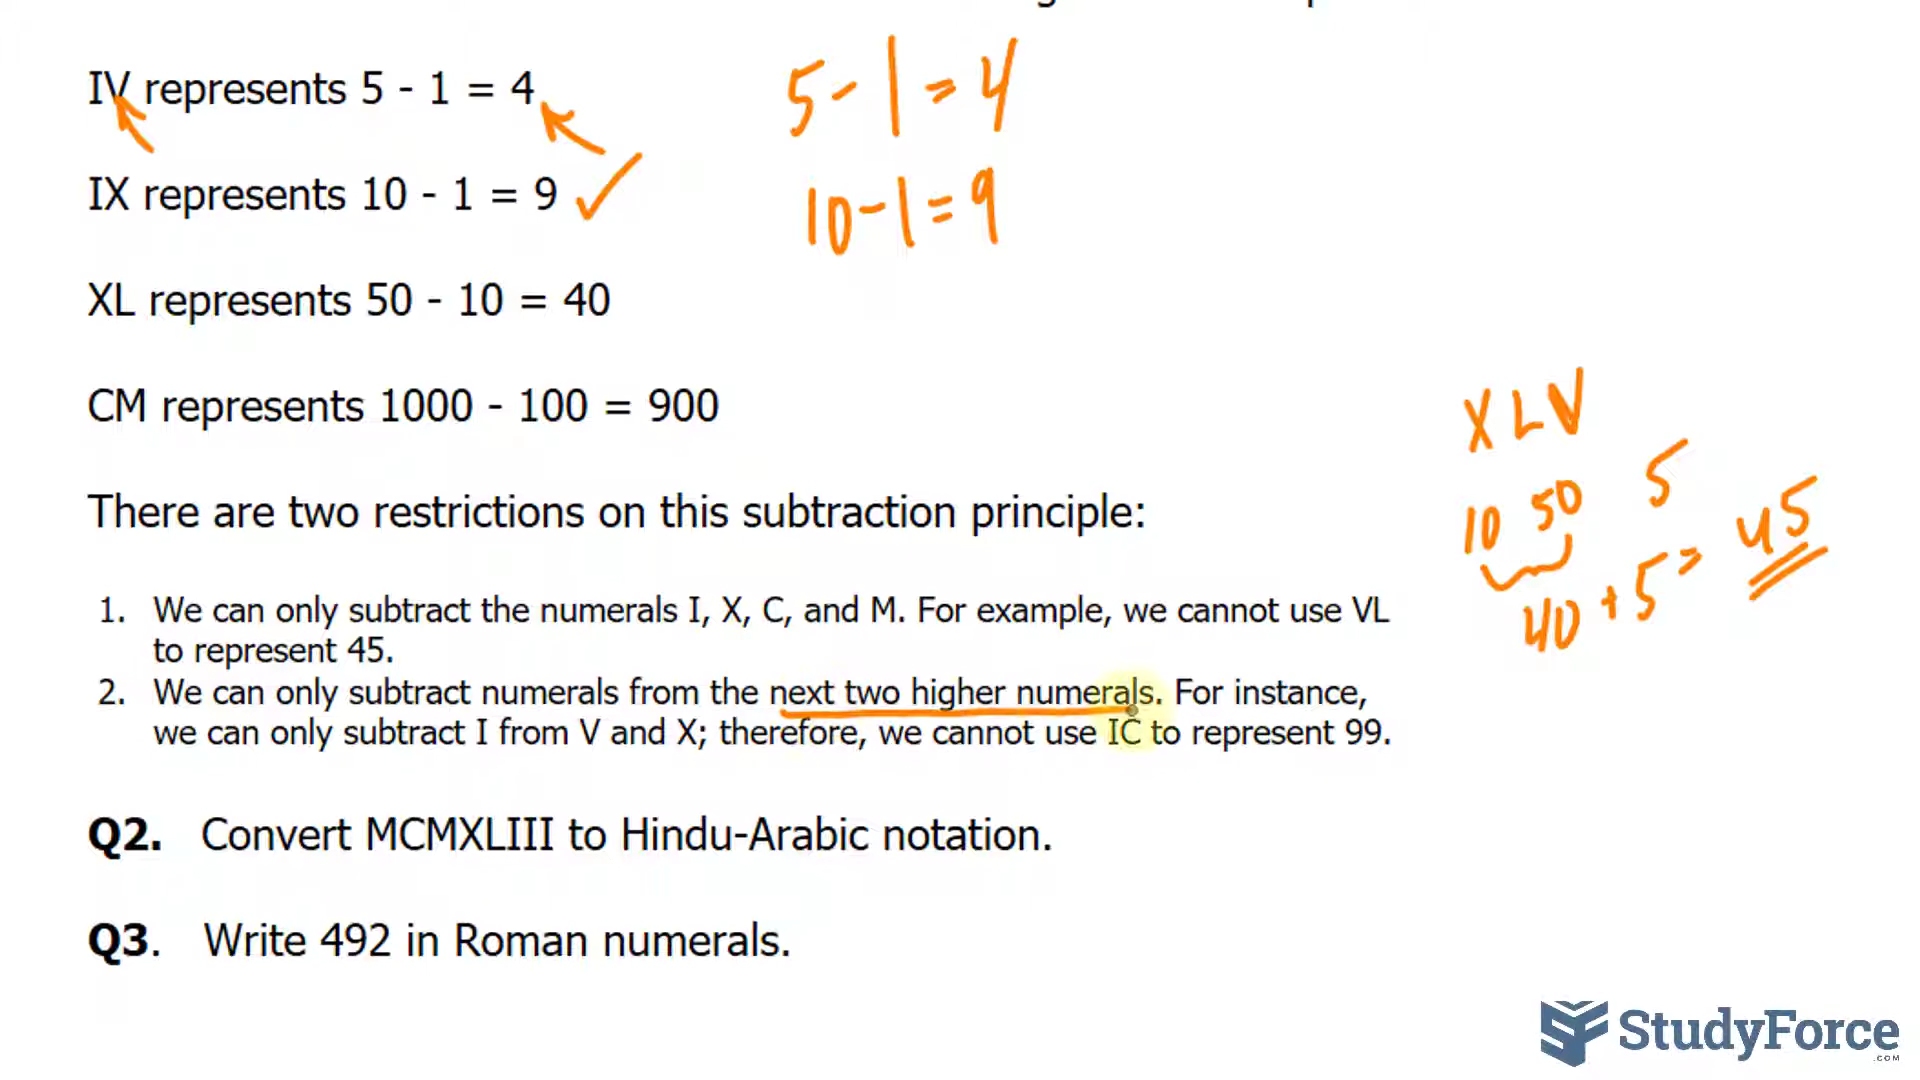 IV represents 5 - 1 = 4
5 - 1 = 4
IX represents 10 - 1 = 9
10 - 1 = 9
XL represents 50 - 10 = 40
CM represents 1000 - 100 = 900
XLV
There are two restrictions on this subtraction principle:
10 50 5
40 + 5 = 45
1. We can only subtract the numerals I, X, C, and M. For example, we cannot use VL
to represent 45.
2. We can only subtract numerals from the next two higher numerals. For instance,
we can only subtract I from V and X; therefore, we cannot use IC to represent 99.
Q2. Convert MCMXLIII to Hindu-Arabic notation.
Q3. Write 492 in Roman numerals.
StudyForce
.COM